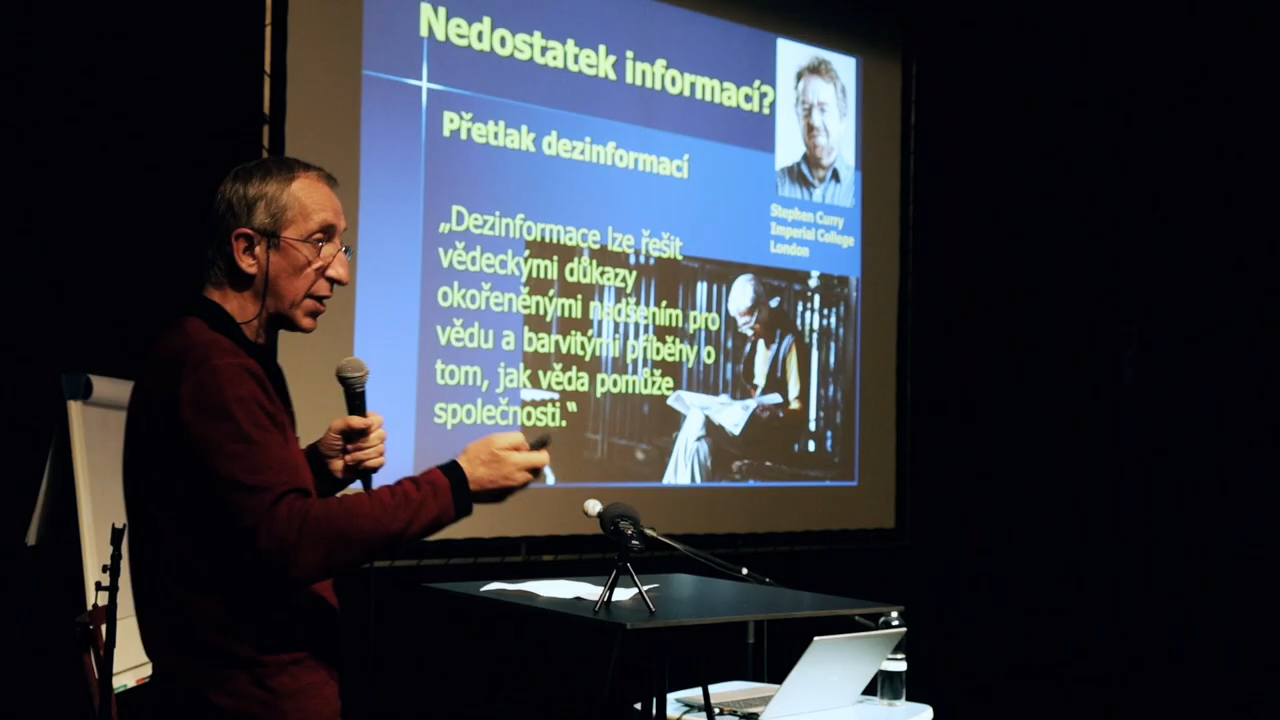 Nedostatek informací?
Přetlak dezinformací
Stephen Curry
Imperial College
London
„Dezinformace lze řešit
vědeckými důkazy
okořeněnými nadšením pro
vědu a barvitými příběhy o
tom, jak věda pomůže
společnosti.“